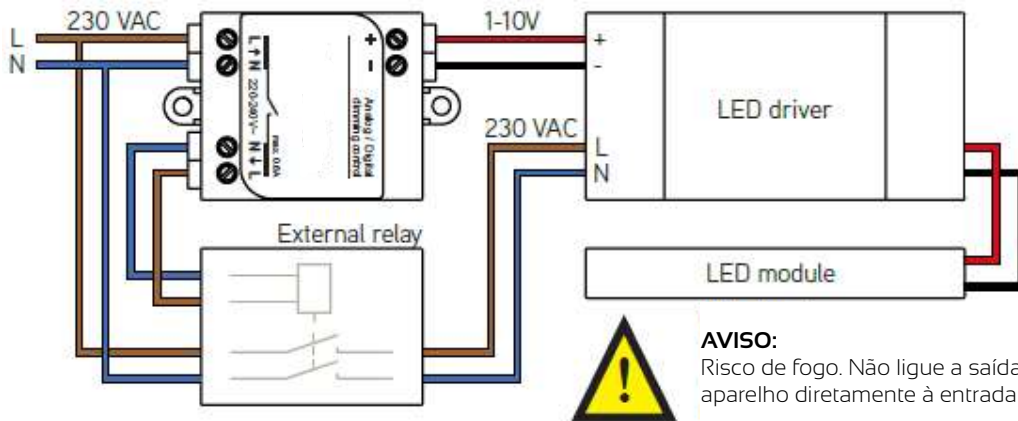 230 VAC
L
N
L ↑ N 220-240V~ N ↓ L
max. 0.6A
+
-
Analog / Digital
dimming control
1-10V
+
-
LED driver
230 VAC
L
N
External relay
LED module
AVISO:
Risco de fogo. Não ligue a saída
aparelho diretamente à entrada